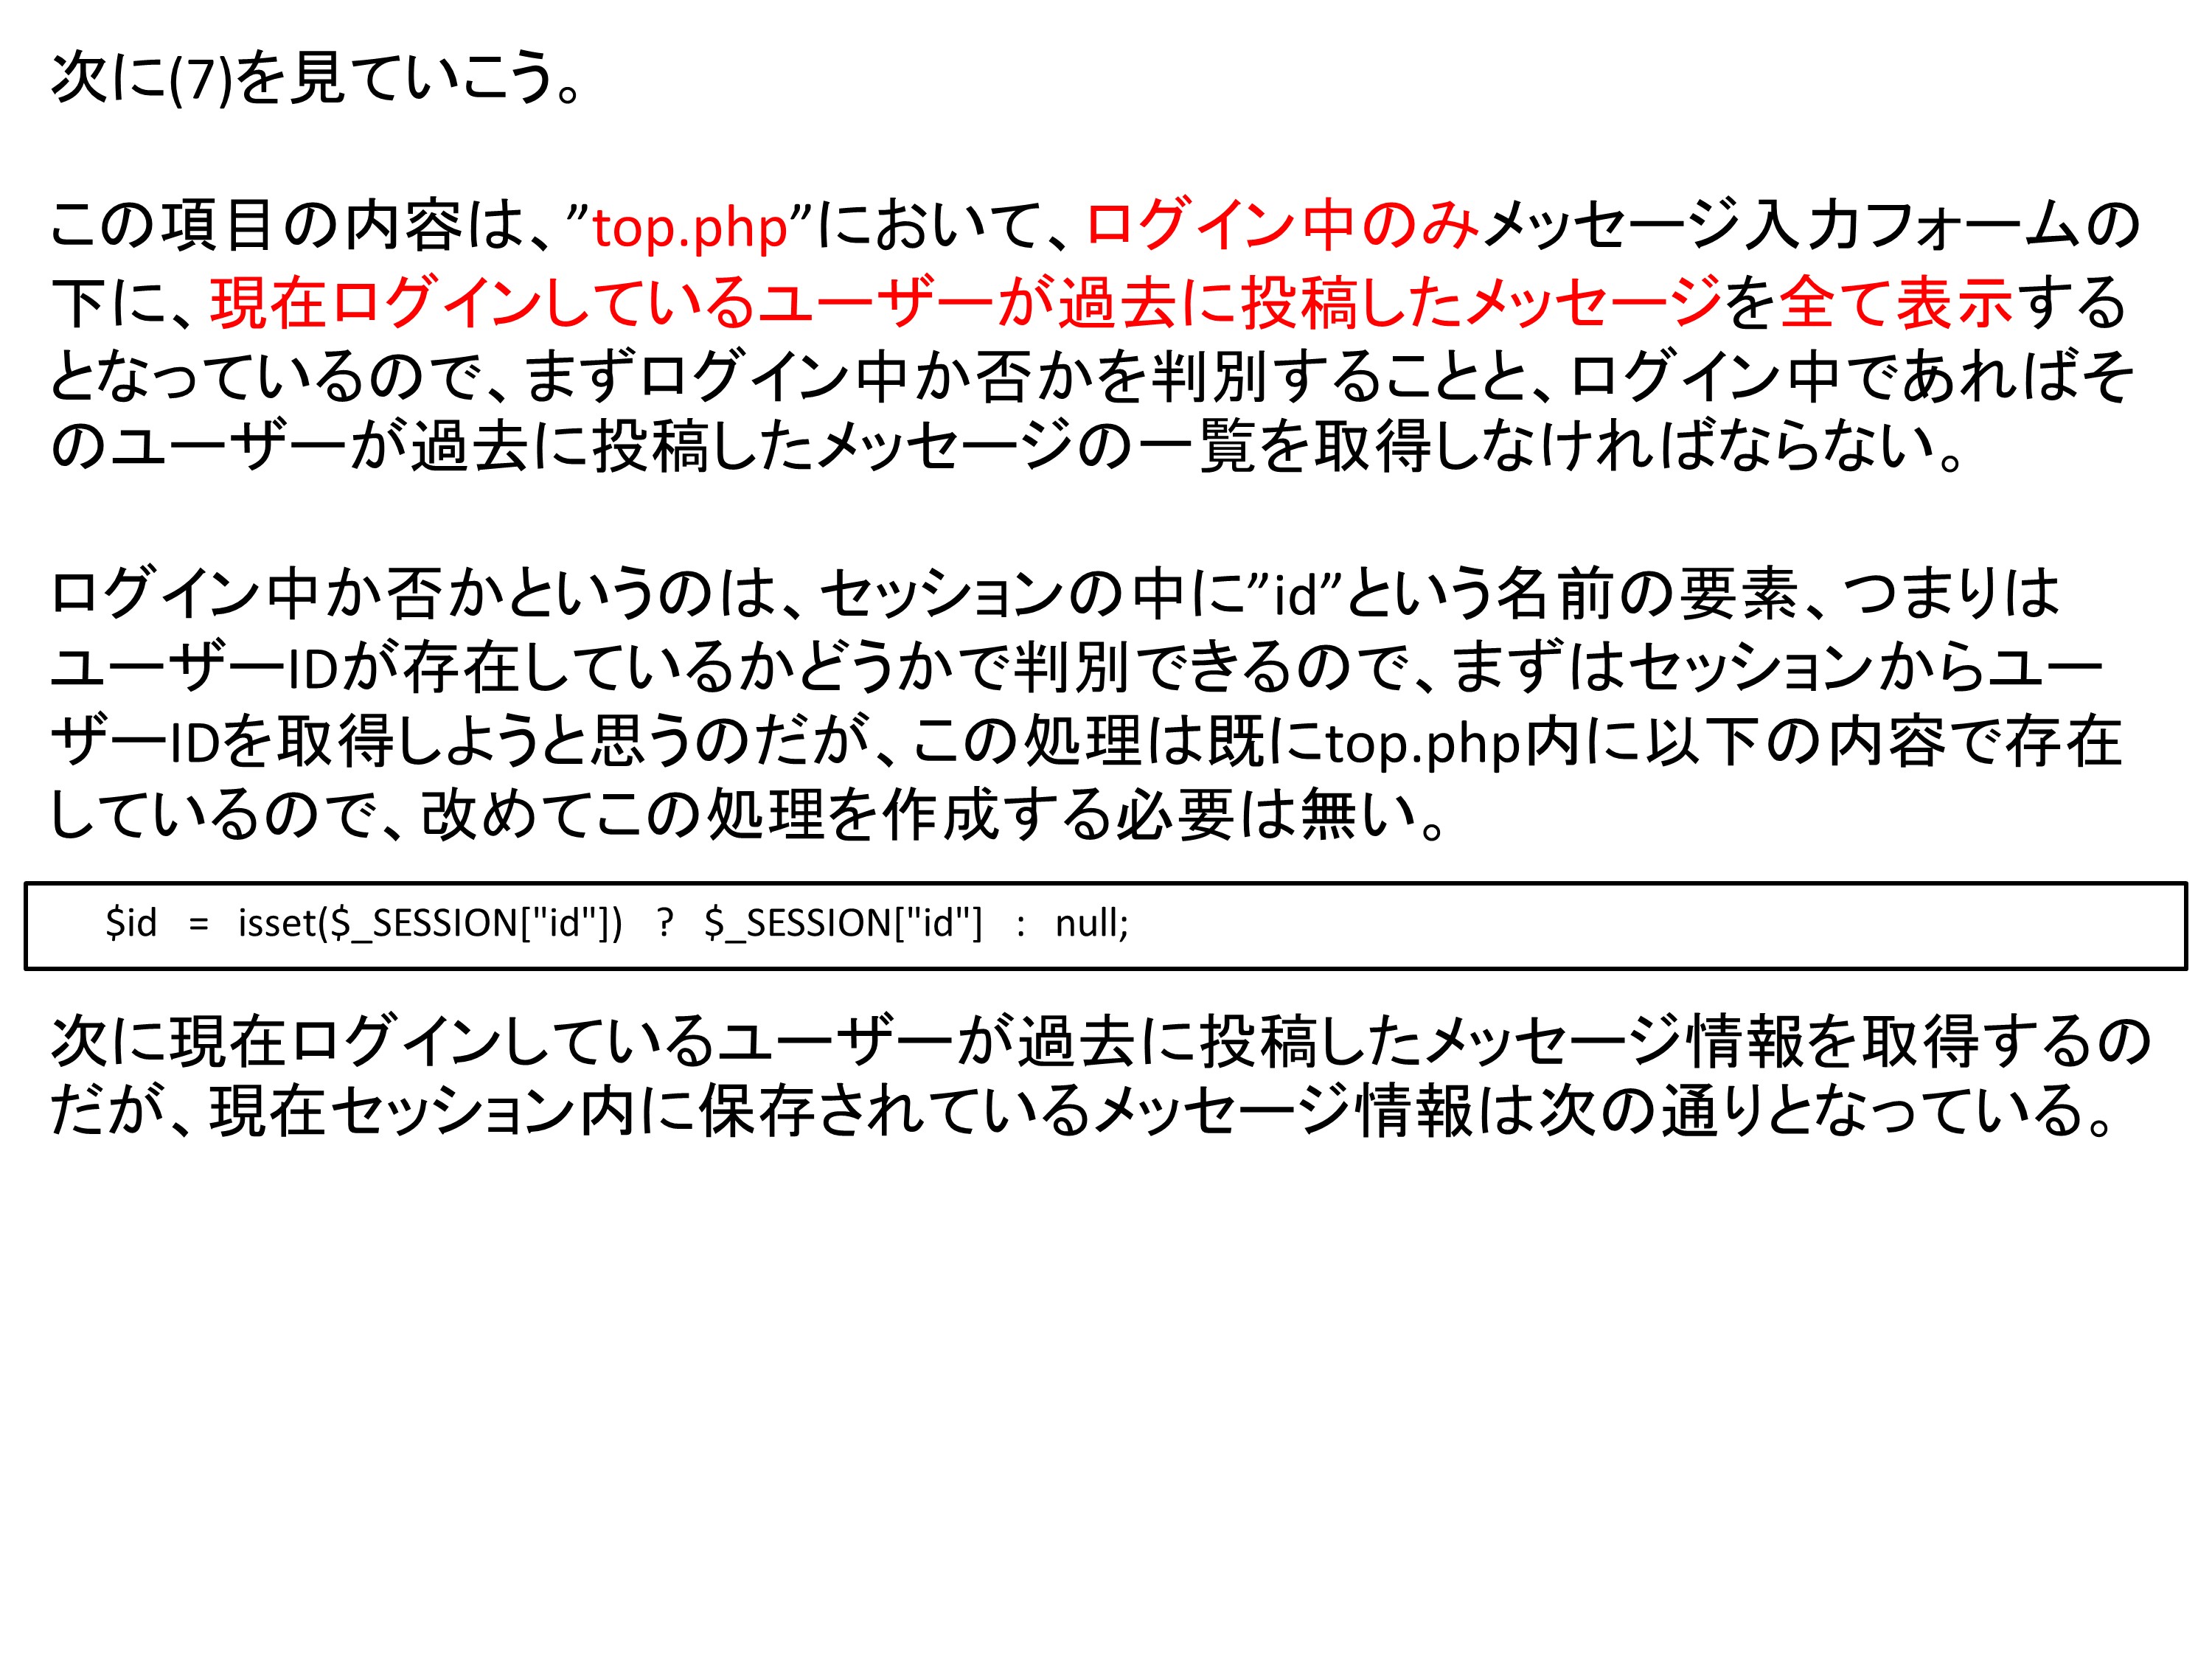 次に(7)を見ていこう。
この項目の内容は、”top.php”において、ログイン中のみメッセージ入力フォームの
下に、現在ログインしているユーザーが過去に投稿したメッセージを全て表示する
となっているので、まずログイン中か否かを判別することと、ログイン中であればそ
のユーザーが過去に投稿したメッセージの一覧を取得しなければならない。
ログイン中か否かというのは、セッションの中に”id”という名前の要素、つまりは
ユーザーIDが存在しているかどうかで判別できるので、まずはセッションからユー
ザーIDを取得しようと思うのだが、この処理は既にtop.php内に以下の内容で存在
しているので、改めてこの処理を作成する必要は無い。
$id = isset($_SESSION["id"]) ? $_SESSION["id"] : null;
次に現在ログインしているユーザーが過去に投稿したメッセージ情報を取得するの
だが、現在セッション内に保存されているメッセージ情報は次の通りとなっている。